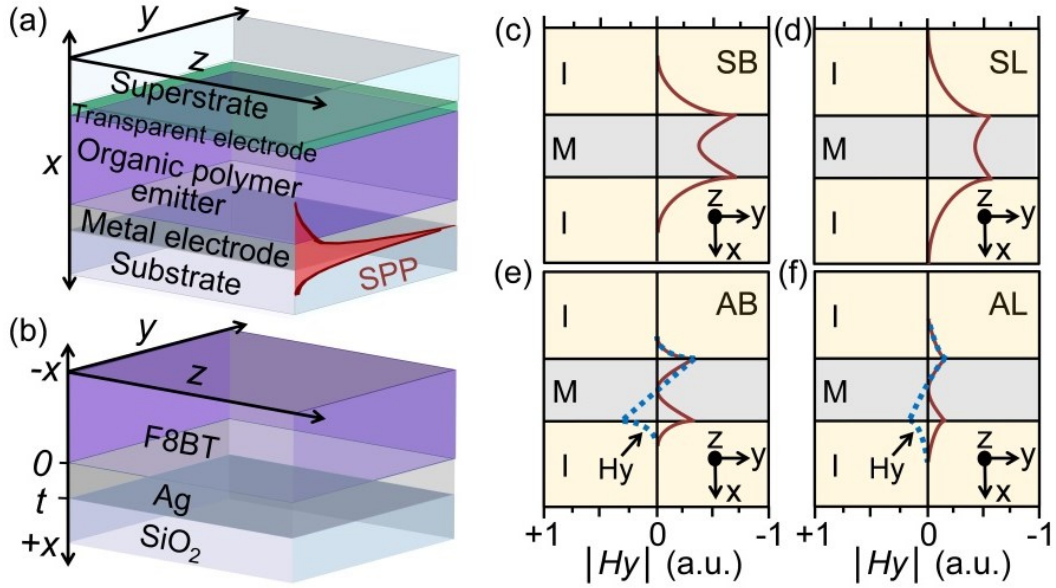 (a)
y
z
x
Superstrate
Transparent electrode
Organic polymer
emitter
Metal electrode
Substrate
SPP
(b)
y
z
-x
0
t
+x
F8BT
Ag
SiO2
(c)
I
SB
M
I
z
y
x
(d)
I
SL
M
I
z
y
x
(e)
I
AB
M
I
Hy
z
y
x
+1 0 -1
|Hy| (a.u.)
(f)
I
AL
M
I
Hy
z
y
x
+1 0 -1
|Hy| (a.u.)